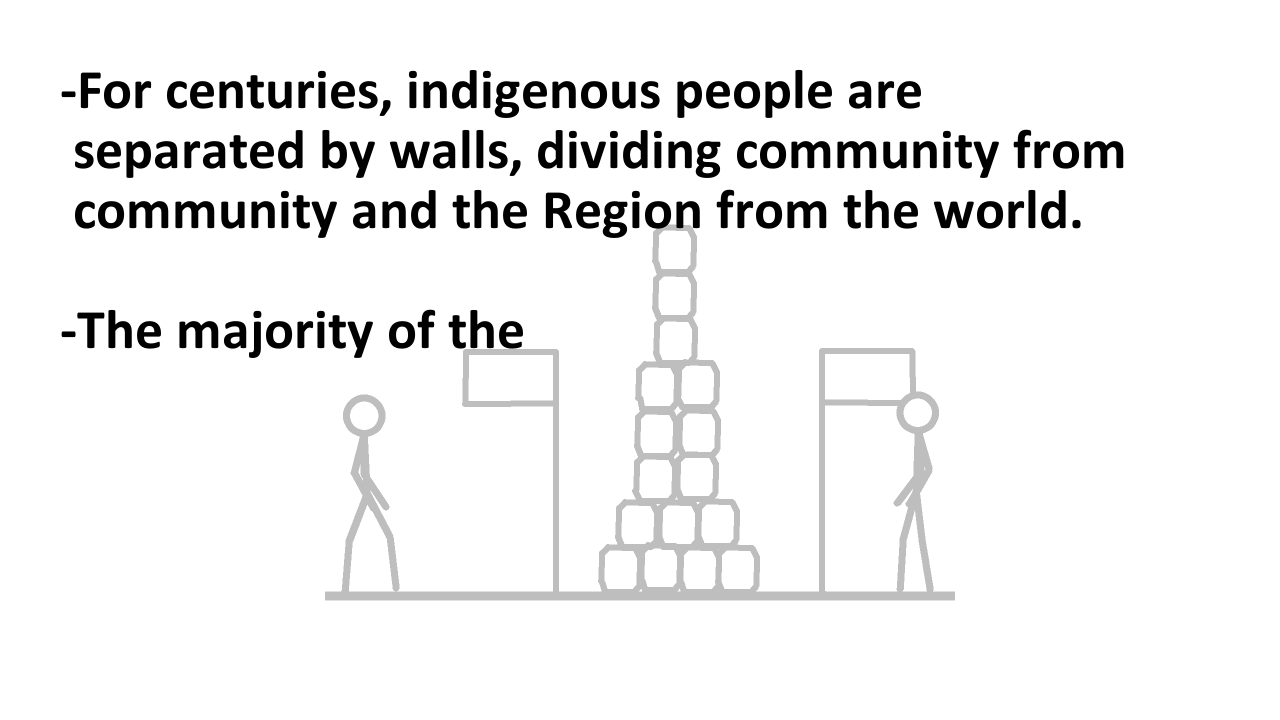 -For centuries, indigenous people are
separated by walls, dividing community from
community and the Region from the world.
-The majority of the